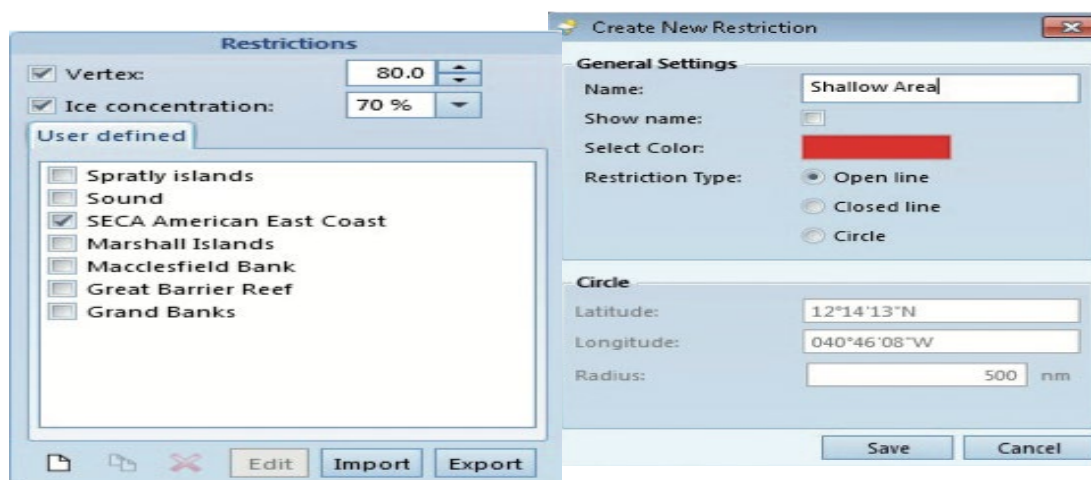 Restrictions
Vertex: 80.0
Ice concentration: 70 %
User defined
Spratly islands
Sound
SECA American East Coast
Marshall Islands
Macclesfield Bank
Great Barrier Reef
Grand Banks
Edit Import Export
Create New Restriction
General Settings
Name: Shallow Area
Show name:
Select Color:
Restriction Type: Open line
Closed line
Circle
Circle
Latitude: 12°14'13"N
Longitude: 040°46'08"W
Radius: 500 nm
Save Cancel